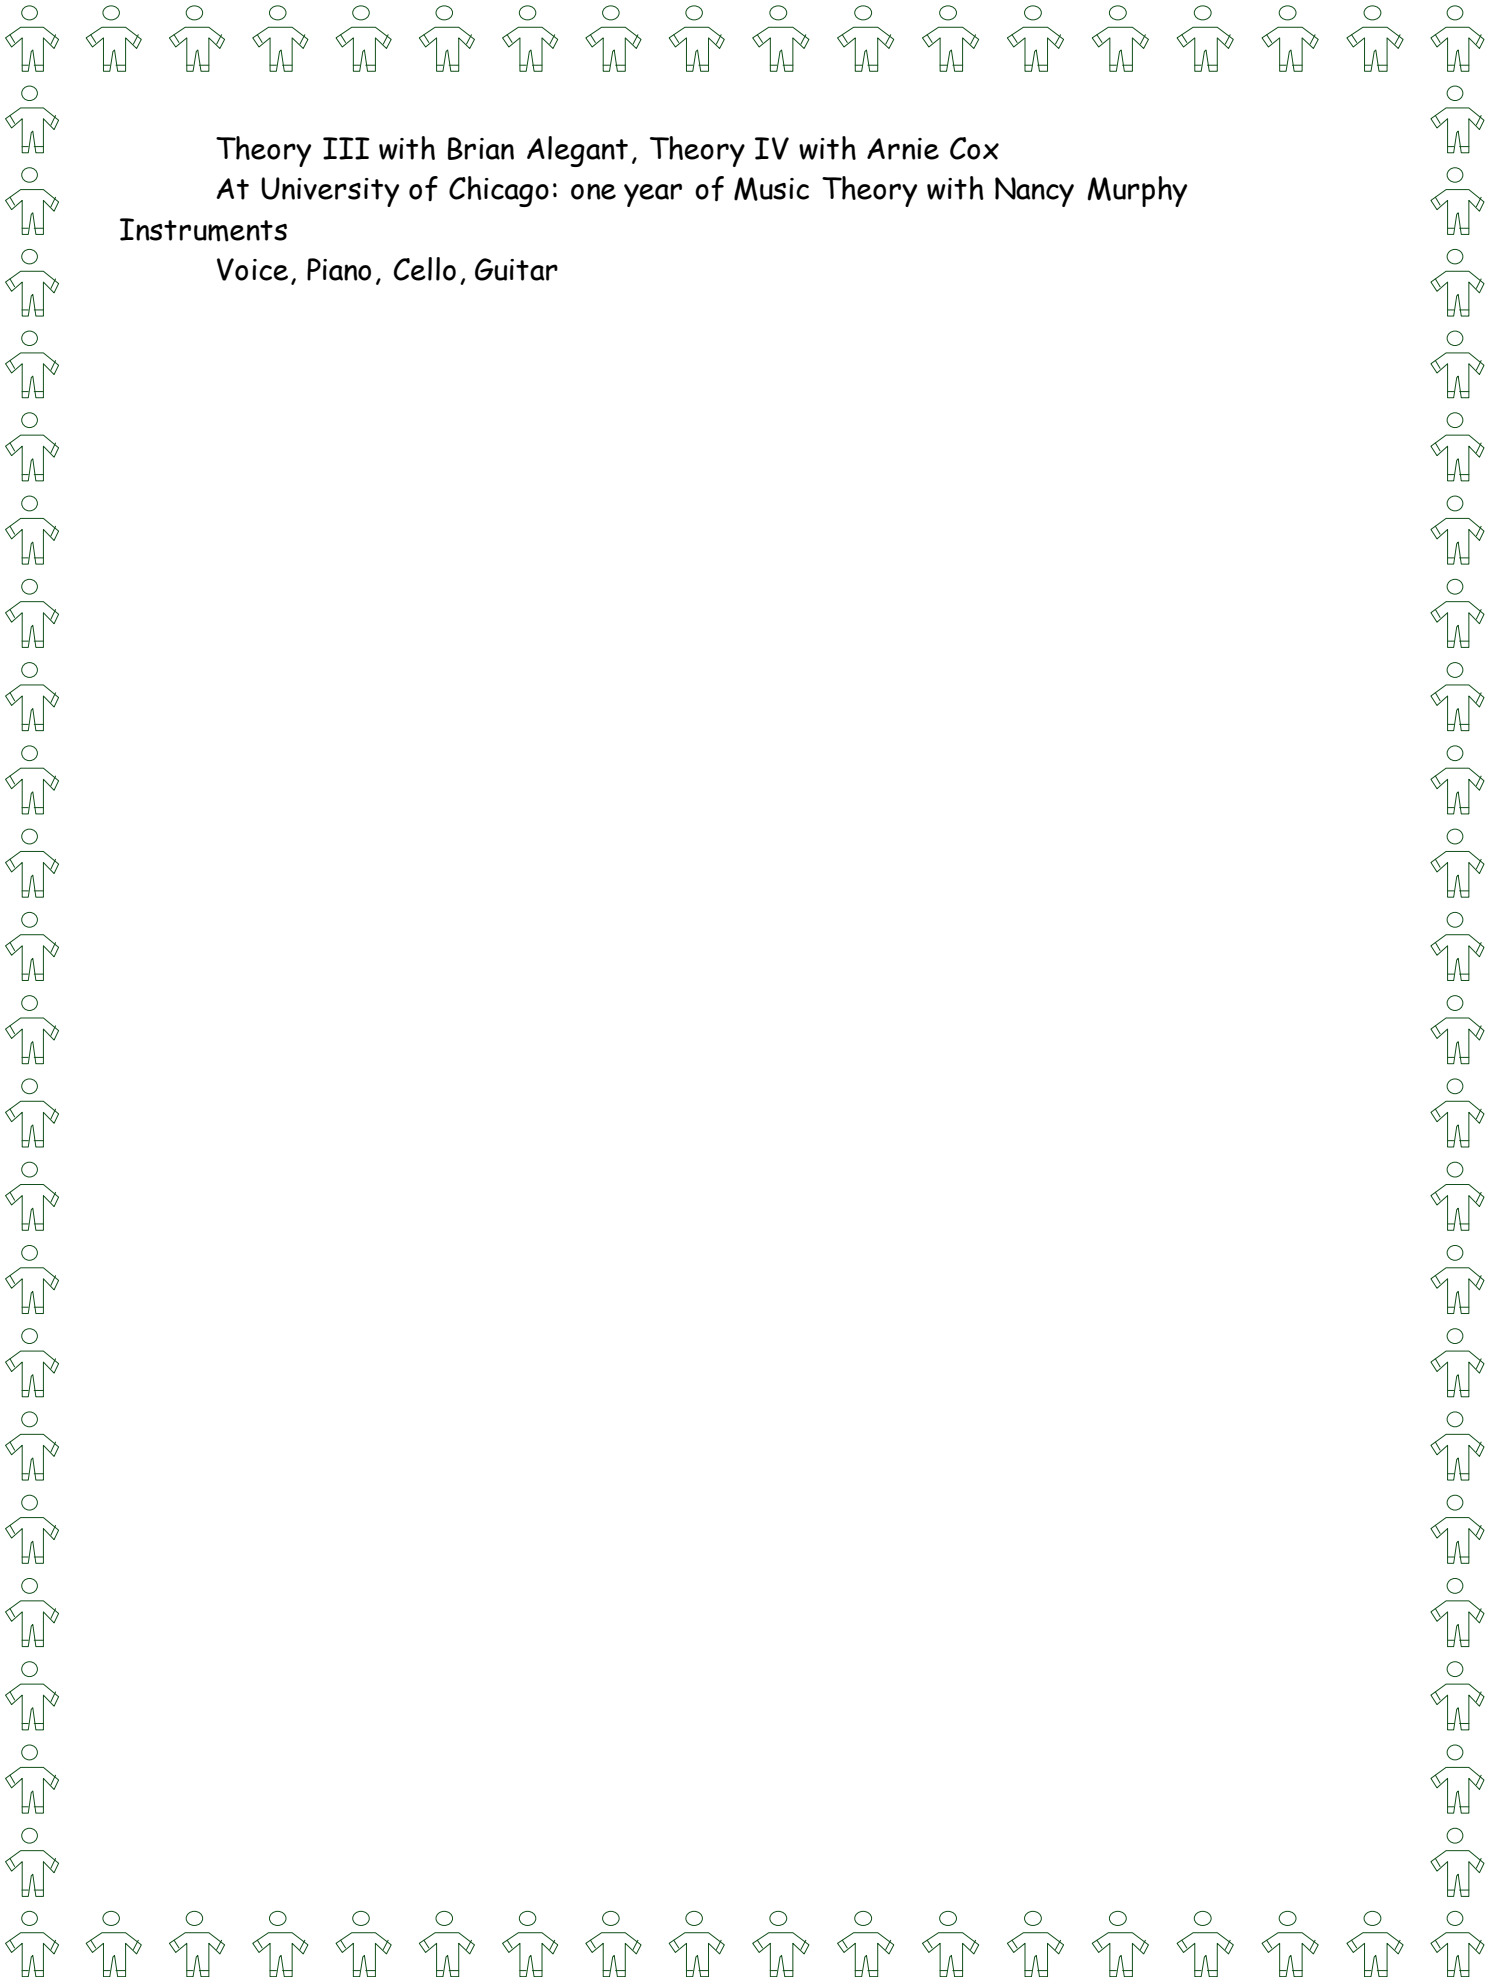 Theory III with Brian Alegant, Theory IV with Arnie Cox
At University of Chicago: one year of Music Theory with Nancy Murphy
Instruments
Voice, Piano, Cello, Guitar